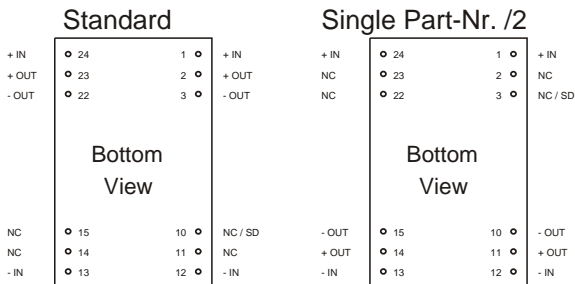 Standard
Single Part-Nr. /2
+ IN 24 1 + IN
+ OUT 23 2 + OUT
- OUT 22 3 - OUT
Bottom
View
NC 15 10 NC / SD
NC 14 11 NC
- IN 13 12 - IN
+ IN 24 1 + IN
NC 23 2 NC
NC 22 3 NC / SD
Bottom
View
- OUT 15 10 - OUT
+ OUT 14 11 + OUT
- IN 13 12 - IN